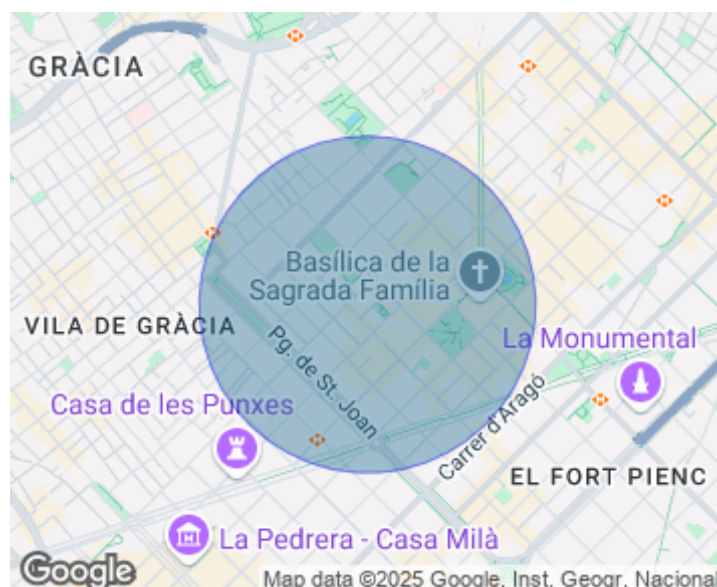 GRÀCIA
Basílica de la
Sagrada Família
VILA DE GRÀCIA
Pg. de St. Joan
La Monumental
Casa de les Punxes
Carrer d'Aragó
EL FORT PIENC
La Pedrera - Casa Milà
Google
Map data ©2025 Google, Inst. Geogr. Nacional